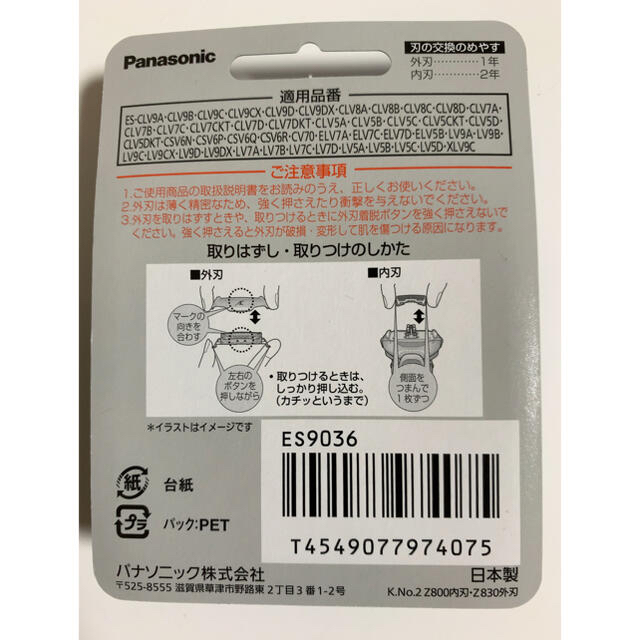 Panasonic
刃の交換のめやす
外刃…………1年
内刃…………2年
適用品番
ES-CLV9A・CLV9B・CLV9C・CLV9CX・CLV9D・CLV9DX・CLV8A・CLV8B・CLV8C・CLV8D・CLV7A・
CLV7B・CLV7C・CLV7CKT・CLV7D・CLV7DKT・CLV5A・CLV5B・CLV5C・CLV5CKT・CLV5D・
CLV5DKT・CSV6N・CSV6P・CSV6Q・CSV6R・CV70・ELV7A・ELV7C・ELV7D・ELV5B・LV9A・LV9B・
LV9C・LV9CX・LV9D・LV9DX・LV7A・LV7B・LV7C・LV7D・LV5A・LV5B・LV5C・LV5D・XLV9C
ご注意事項
1.ご使用商品の取扱説明書をお読みのうえ、正しくお使いください。
2.外刃は薄く精密なため、強く押さえたり衝撃を与えないでください。
3.外刃を取りはずすときや、取りつけるときに外刃着脱ボタンを強く押さえないで
ください。強く押さえると外刃が破損・変形して肌を傷つける原因になります。
取りはずし・取りつけのしかた
■外刃
■内刃
マークの
向きを
合わす
左右の
ボタンを
押しながら
・取りつけるときは、
しっかり押し込む。
(カチッというまで)
側面を
つまんで
1枚ずつ
＊イラストはイメージです
ES9036
紙
台紙
プラ
パック:PET
T4549077974075
パナソニック株式会社
〒525-8555 滋賀県草津市野路東2丁目3番1-2号
日本製
K.No.2 Z800内刃・Z830外刃